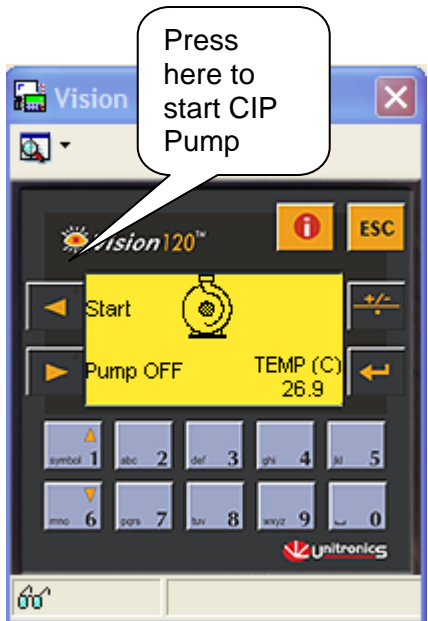 Press
here to
start CIP
Pump
Vision
vision120™
ESC
Start
+/-
Pump OFF
TEMP (C)
26.9
symbol 1 abc 2 def 3 ghi 4 jkl 5
mno 6 pqrs 7 tuv 8 wxyz 9 0
Unitronics